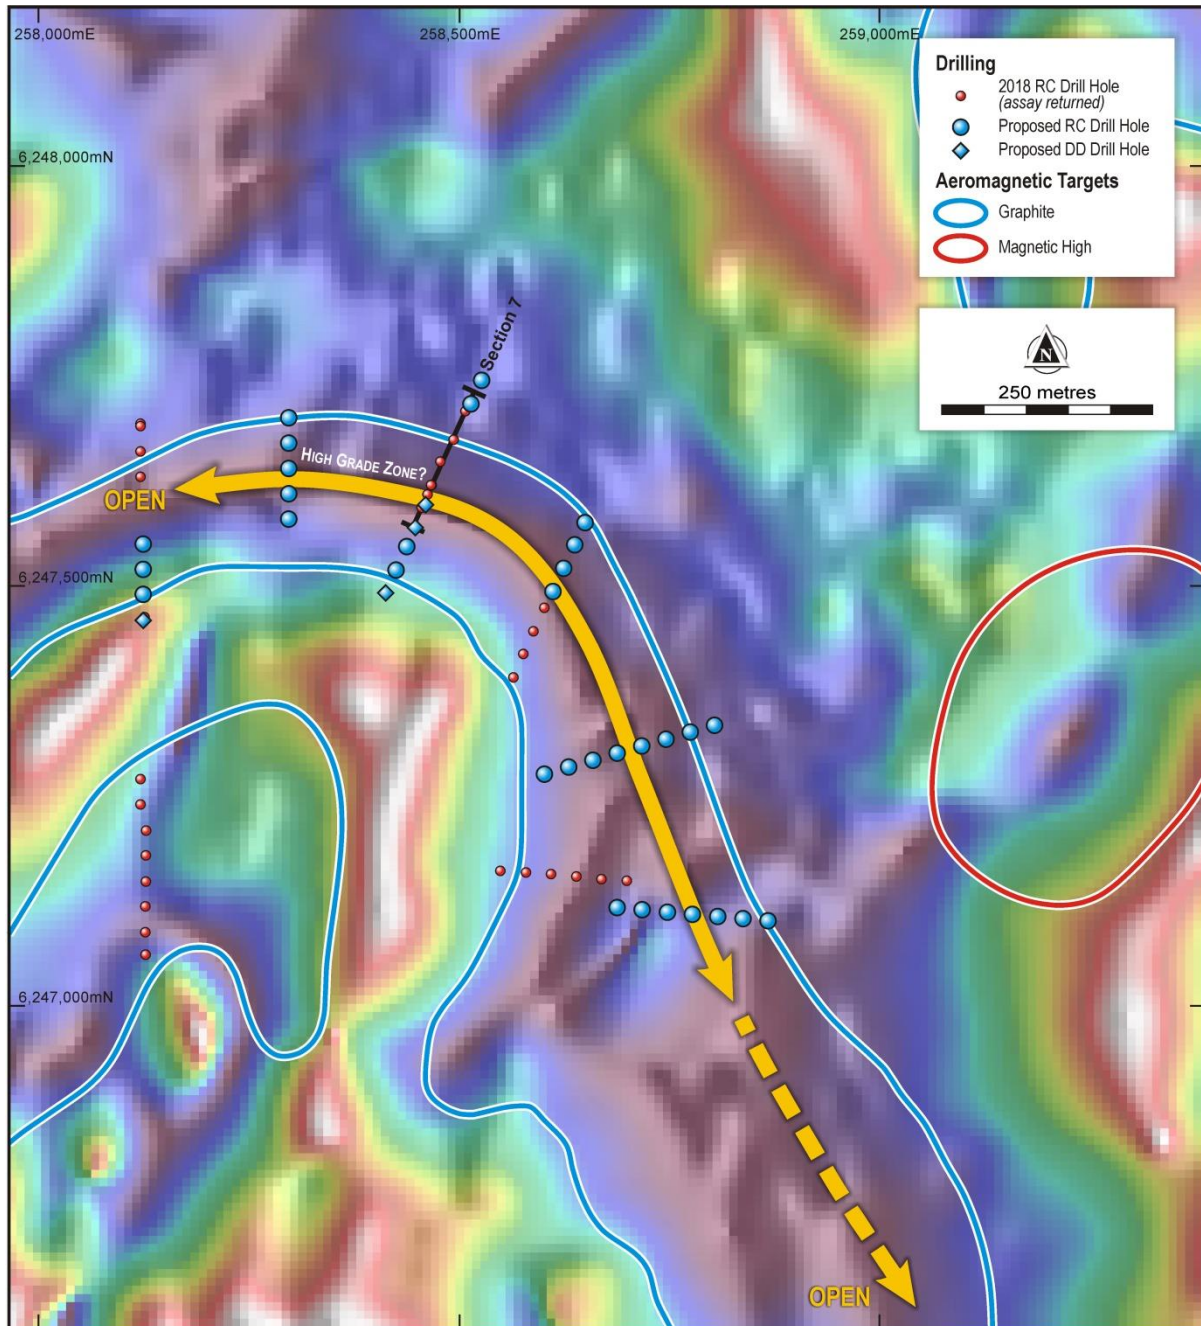 258,000mE
258,500mE
259,000mE
Drilling
2018 RC Drill Hole
(assay returned)
Proposed RC Drill Hole
Proposed DD Drill Hole
Aeromagnetic Targets
Graphite
Magnetic High
6,248,000mN
N
250 metres
Section 7
HIGH GRADE ZONE?
OPEN
6,247,500mN
6,247,000mN
OPEN